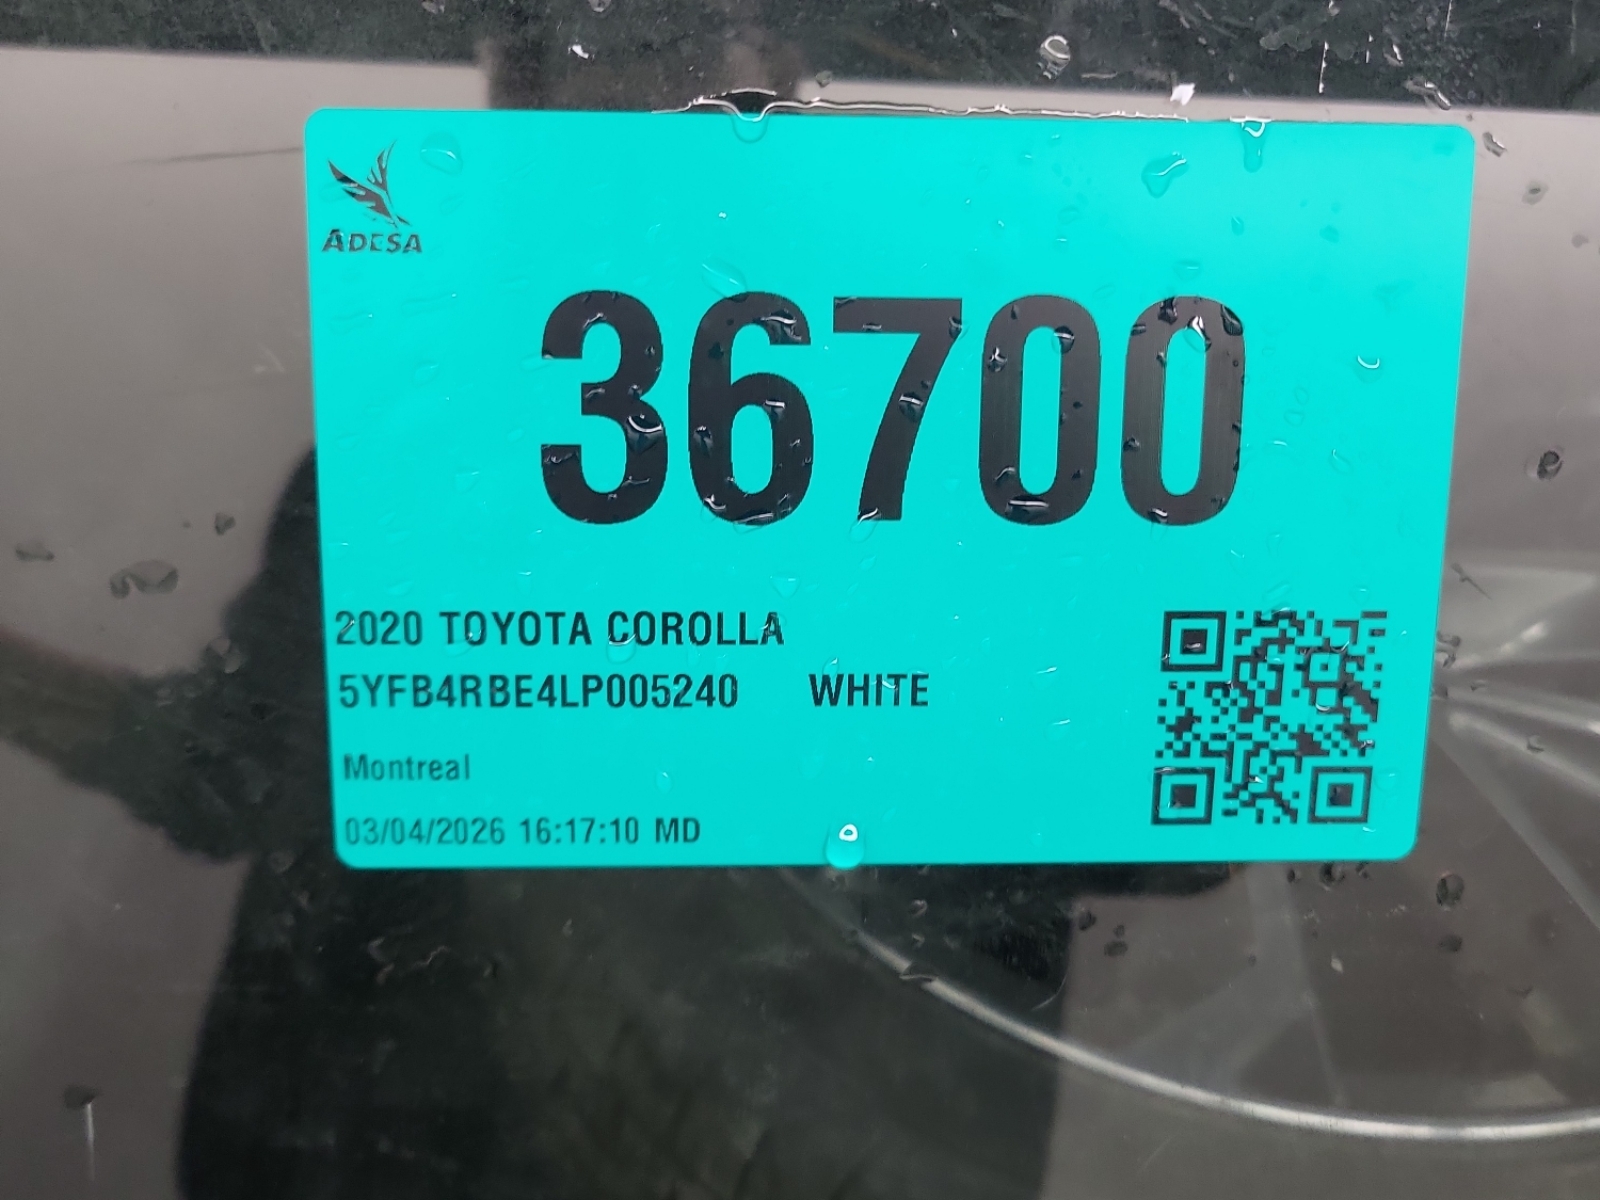 ADESA
36700
2020 TOYOTA COROLLA
5YFB4RBE4LP005240 WHITE
Montreal
03/04/2026 16:17:10 MD